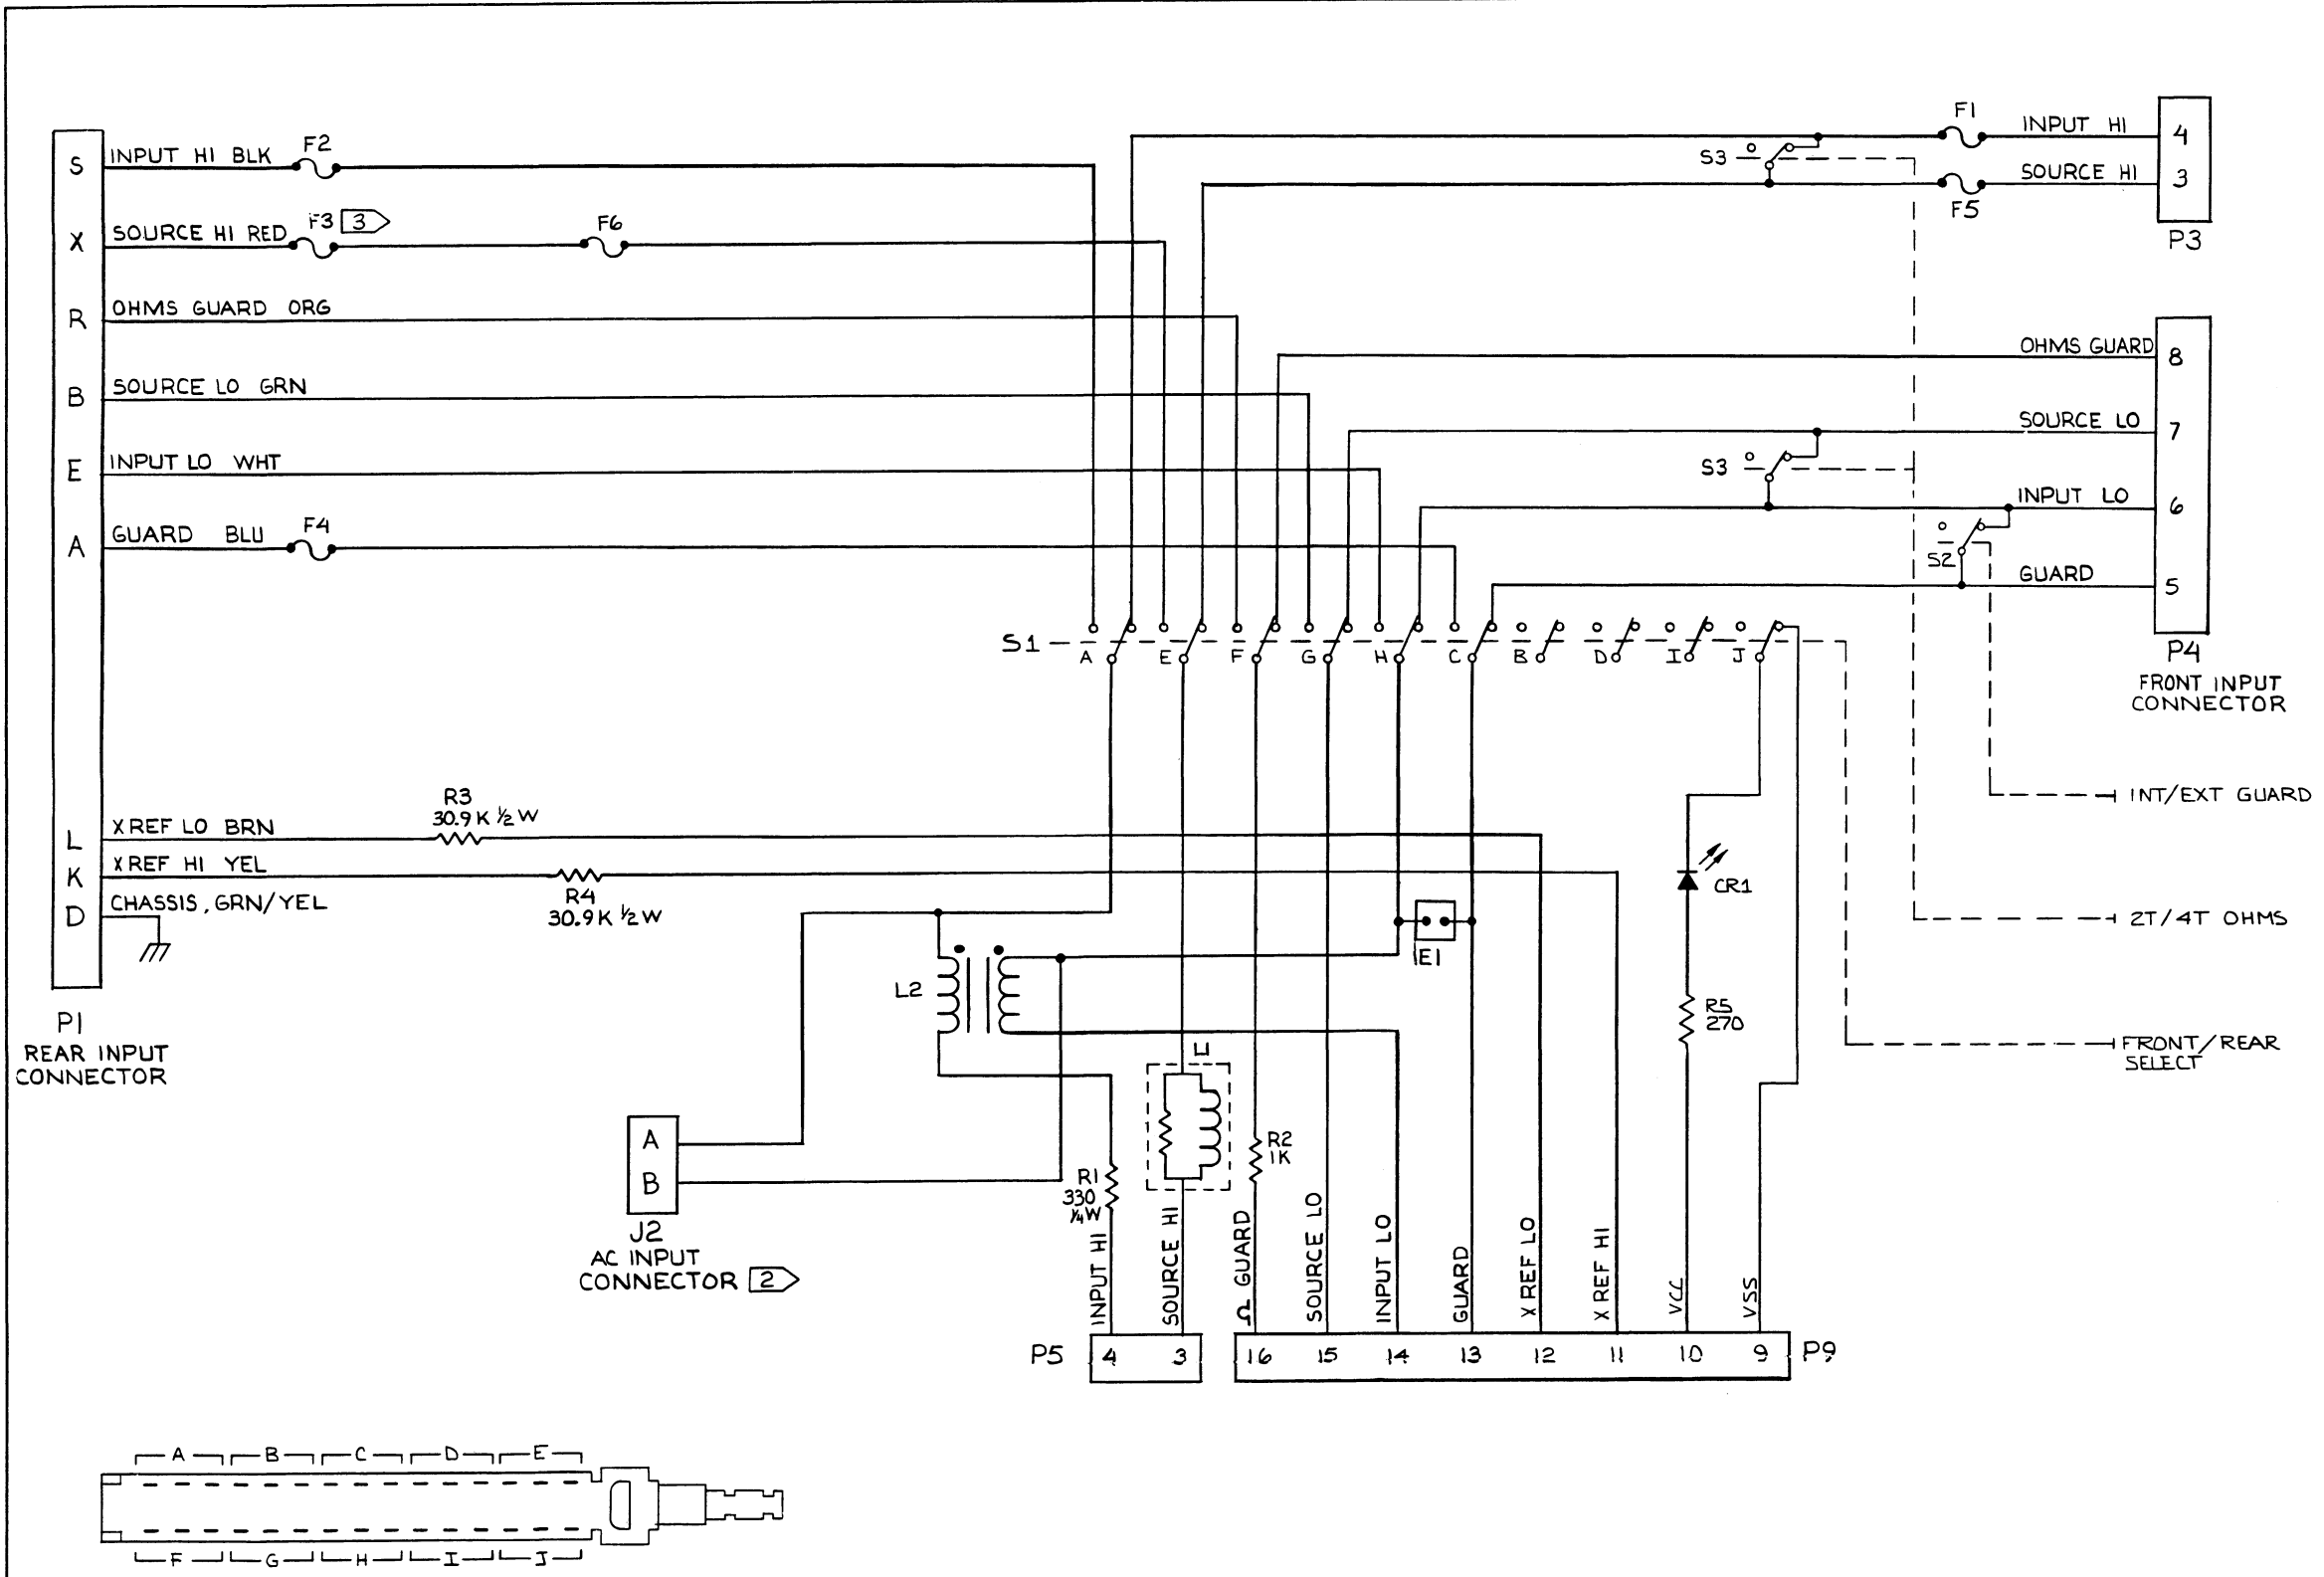 F1
INPUT HI
4
S3
SOURCE HI
3
F5
P3
S
INPUT HI BLK
F2
X
SOURCE HI RED
F3
3
F6
R
OHMS GUARD ORG
B
SOURCE LO GRN
E
INPUT LO WHT
A
GUARD BLU
F4
OHMS GUARD
8
SOURCE LO
7
S3
INPUT LO
6
S2
GUARD
5
P4
FRONT INPUT
CONNECTOR
S1
A
E
F
G
H
C
B
D
I
J
INT/EXT GUARD
2T/4T OHMS
FRONT/REAR
SELECT
L
XREF LO BRN
R3
30.9K ½W
K
XREF HI YEL
R4
30.9K ½W
D
CHASSIS, GRN/YEL
P1
REAR INPUT
CONNECTOR
L2
E1
CR1
R5
270
L1
A
B
J2
AC INPUT
CONNECTOR
2
R1
330
¼W
R2
1K
INPUT HI
SOURCE HI
Ω GUARD
SOURCE LO
INPUT LO
GUARD
XREF LO
XREF HI
VCC
VSS
P5
4
3
16
15
14
13
12
11
10
9
P9
A
B
C
D
E
F
G
H
I
J